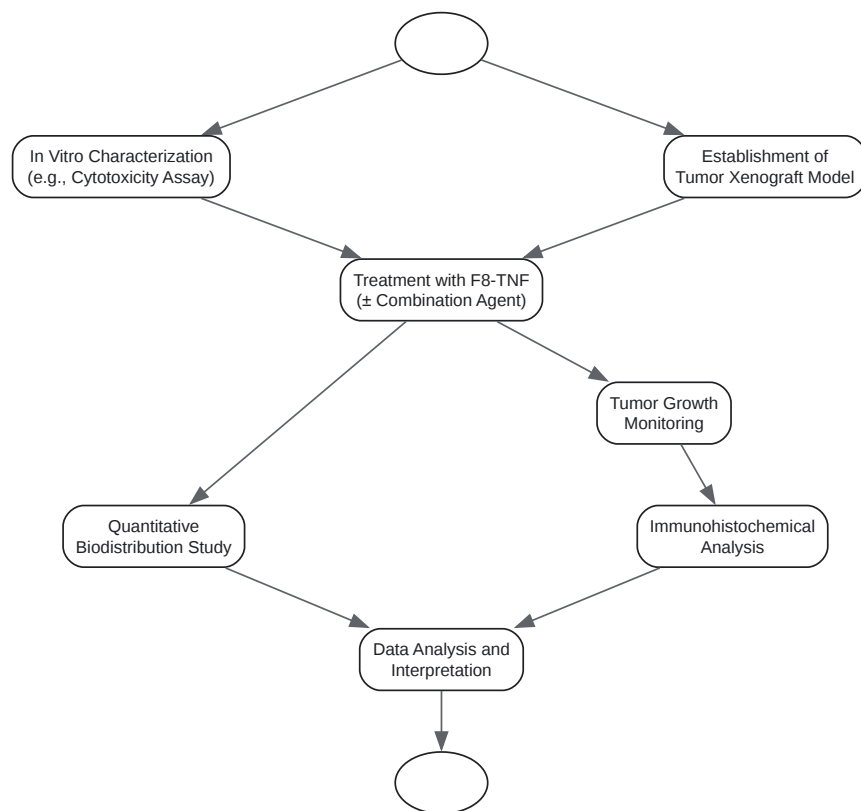 In Vitro Characterization
(e.g., Cytotoxicity Assay)
Establishment of
Tumor Xenograft Model
Treatment with F8-TNF
(± Combination Agent)
Tumor Growth
Monitoring
Quantitative
Biodistribution Study
Immunohistochemical
Analysis
Data Analysis and
Interpretation